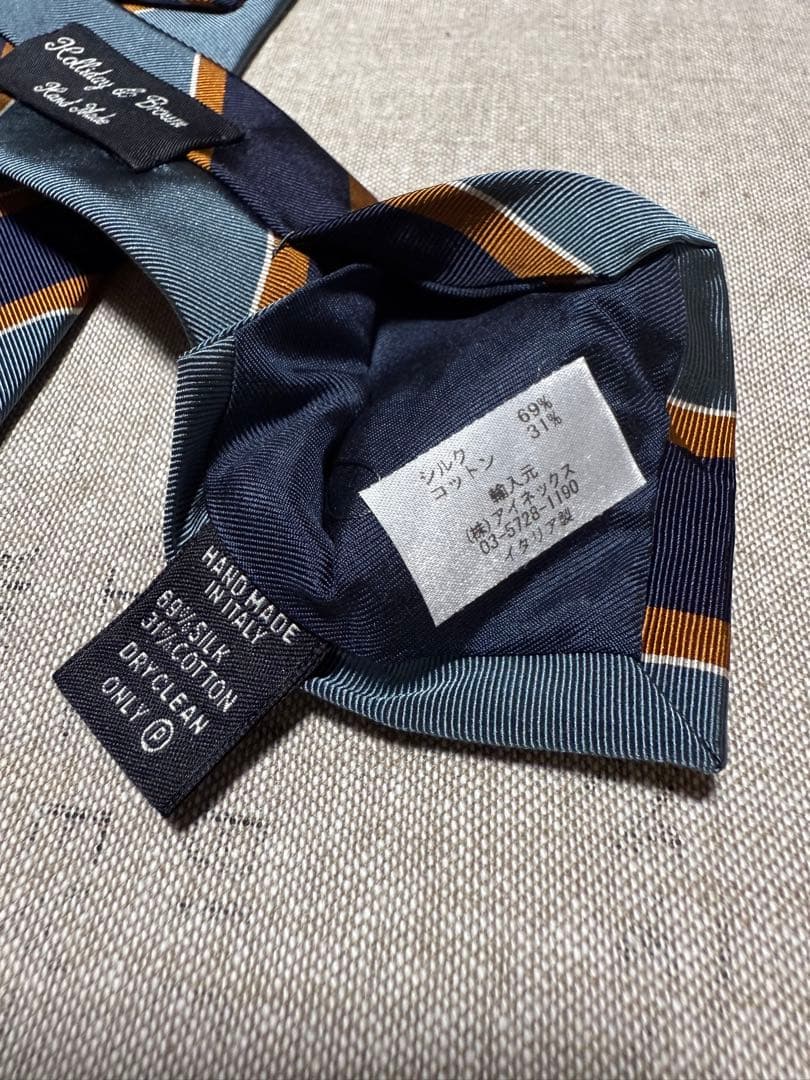 Holliday & Brown
Hand Made
シルク 69%
コットン 31%
輸入元
(株)アイネックス
03-5728-1190
イタリア製
HAND MADE
IN ITALY
69% SILK
31% COTTON
DRY CLEAN
ONLY Ⓟ